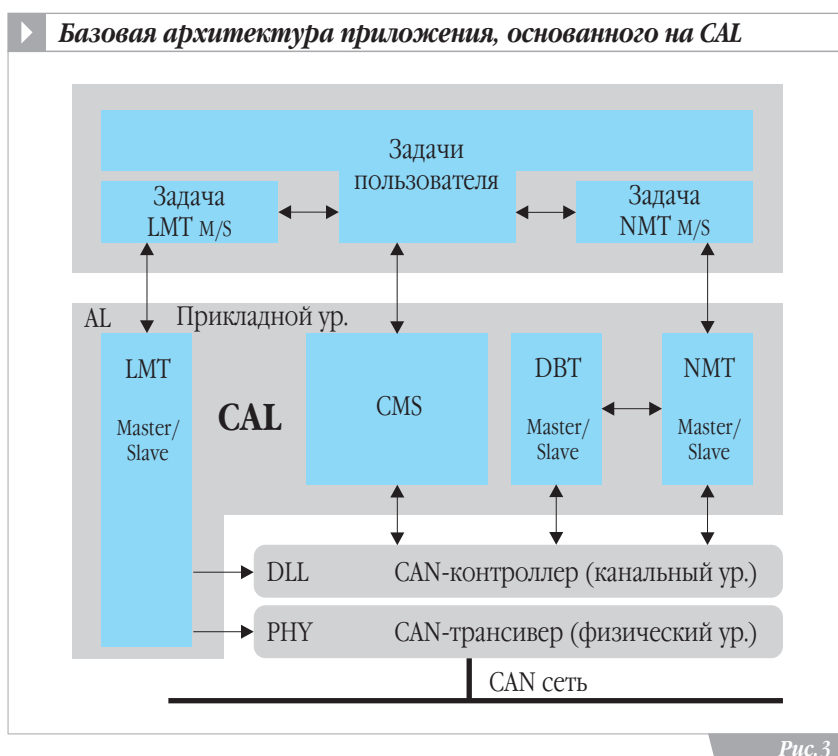 Базовая архитектура приложения, основанного на CAL
Задачи
пользователя
Задача
LMT M/S
Задача
NMT M/S
AL
Прикладной ур.
LMT
Master/
Slave
CAL
CMS
DBT
Master/
Slave
NMT
Master/
Slave
DLL
CAN-контроллер (канальный ур.)
PHY
CAN-трансивер (физический ур.)
CAN сеть
Рис. 3